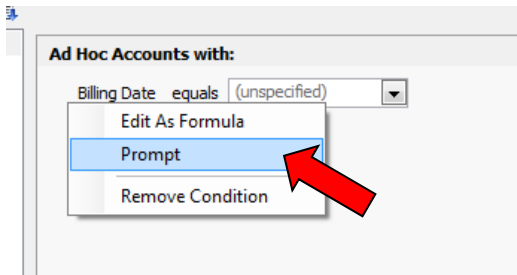 Ad Hoc Accounts with:
Billing Date equals (unspecified)
Edit As Formula
Prompt
Remove Condition